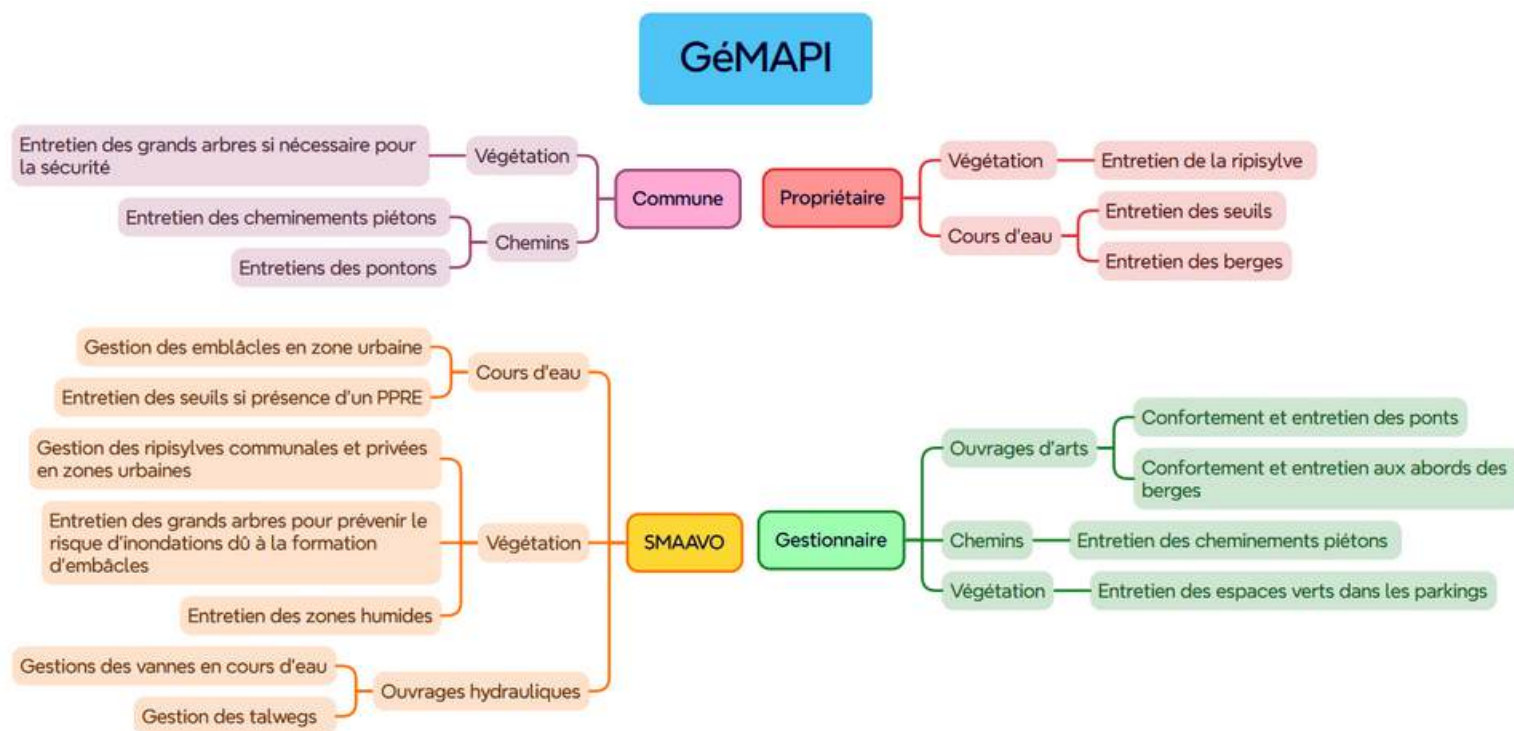 GéMAPI
Entretien des grands arbres si nécessaire pour
la sécurité
Végétation
Entretien des cheminements piétons
Chemins
Entretiens des pontons
Commune
Propriétaire
Végétation
Entretien de la ripisylve
Cours d'eau
Entretien des seuils
Entretien des berges
Gestion des emblâcles en zone urbaine
Cours d'eau
Entretien des seuils si présence d'un PPRE
Gestion des ripisylves communales et privées
en zones urbaines
Entretien des grands arbres pour prévenir le
risque d'inondations dû à la formation
d'embâcles
Végétation
Entretien des zones humides
Gestions des vannes en cours d'eau
Ouvrages hydrauliques
Gestion des talwegs
SMAAVO
Gestionnaire
Ouvrages d'arts
Confortement et entretien des ponts
Confortement et entretien aux abords des
berges
Chemins
Entretien des cheminements piétons
Végétation
Entretien des espaces verts dans les parkings